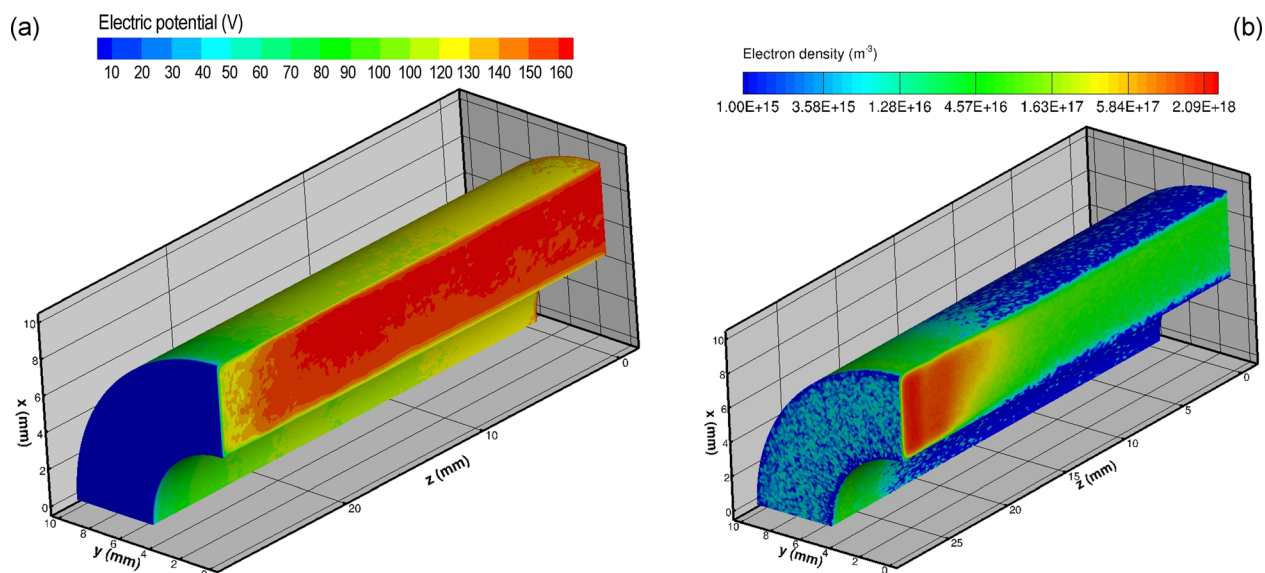 (a)
Electric potential (V)
10 20 30 40 60 70 80 90 100 100 120 130 140 150 160
x (mm)
10
8
6
4
2
0
10 8 6 4 2 0
y (mm)
20
10
0
z (mm)
(b)
Electron density (m⁻³)
1.00E+15 3.58E+15 1.28E+16 4.57E+16 1.63E+17 5.84E+17 2.09E+18
x (mm)
10
8
6
4
2
0
10 8 6 4 2 0
y (mm)
25
20
15
10
5
0
z (mm)